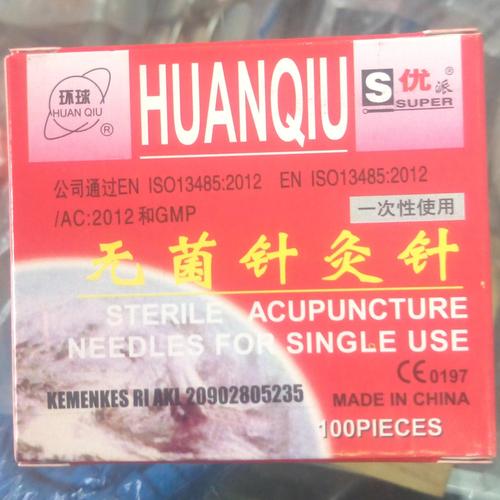 环球
HUAN QIU
®
HUANQIU
S 优派®
SUPER
公司通过EN ISO13485:2012 EN ISO13485:2012
/AC:2012 和GMP
一次性使用
无菌针灸针
STERILE ACUPUNCTURE
NEEDLES FOR SINGLE USE
KEMENKES RI AKL 20902805235
CE 0197
MADE IN CHINA
100PIECES